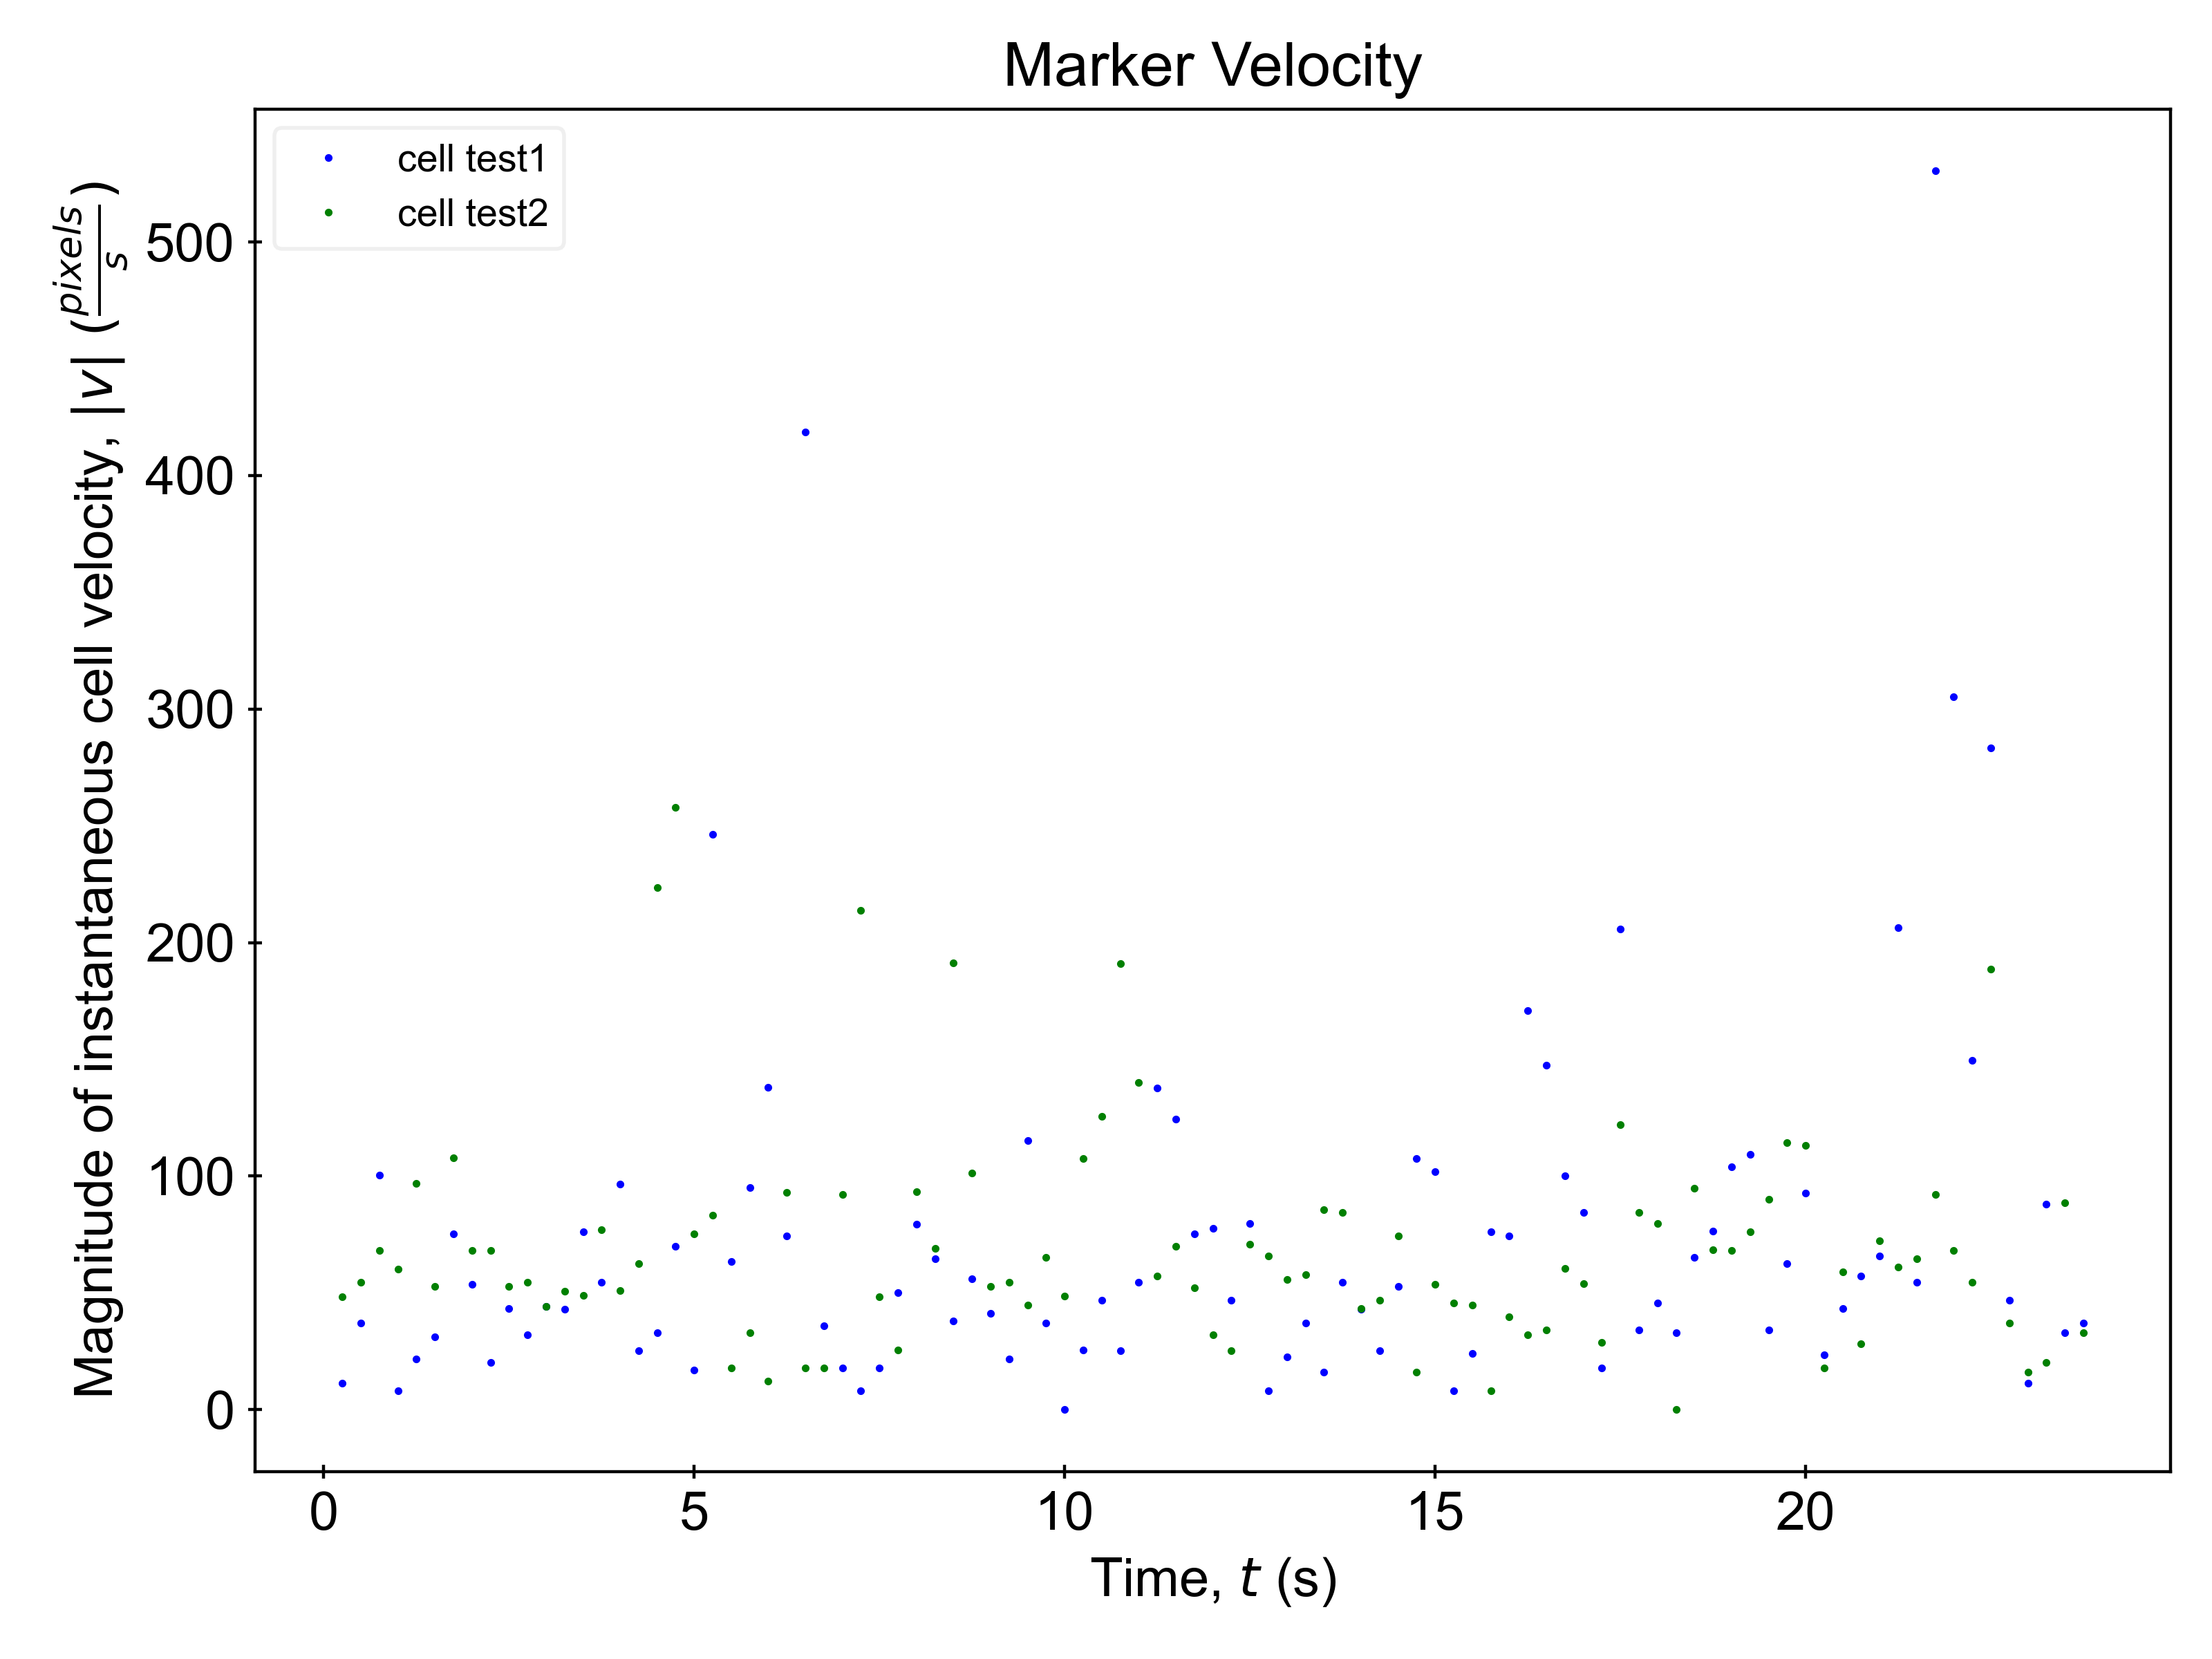 Marker Velocity
cell test1
cell test2
Magnitude of instantaneous cell velocity, |v| (pixels/s)
500
400
300
200
100
0
0 5 10 15 20
Time, t (s)